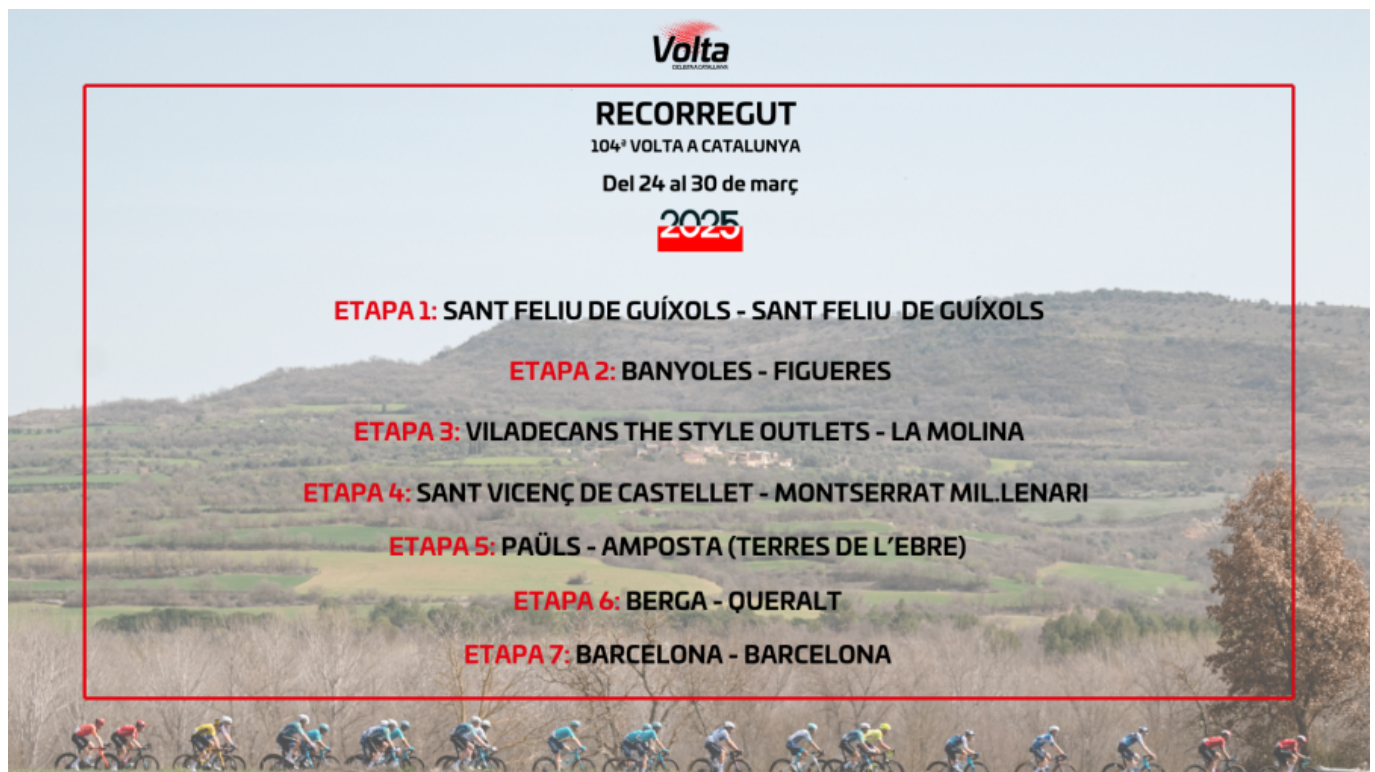 Volta
RECORREGUT
104ª VOLTA A CATALUNYA
Del 24 al 30 de març
2025
ETAPA 1: SANT FELIU DE GUÍXOLS - SANT FELIU DE GUÍXOLS
ETAPA 2: BANYOLES - FIGUERES
ETAPA 3: VILADECANS THE STYLE OUTLETS - LA MOLINA
ETAPA 4: SANT VICENÇ DE CASTELLET - MONTSERRAT MIL.LENARI
ETAPA 5: PAÜLS - AMPOSTA (TERRES DE L'EBRE)
ETAPA 6: BERGA - QUERALT
ETAPA 7: BARCELONA - BARCELONA